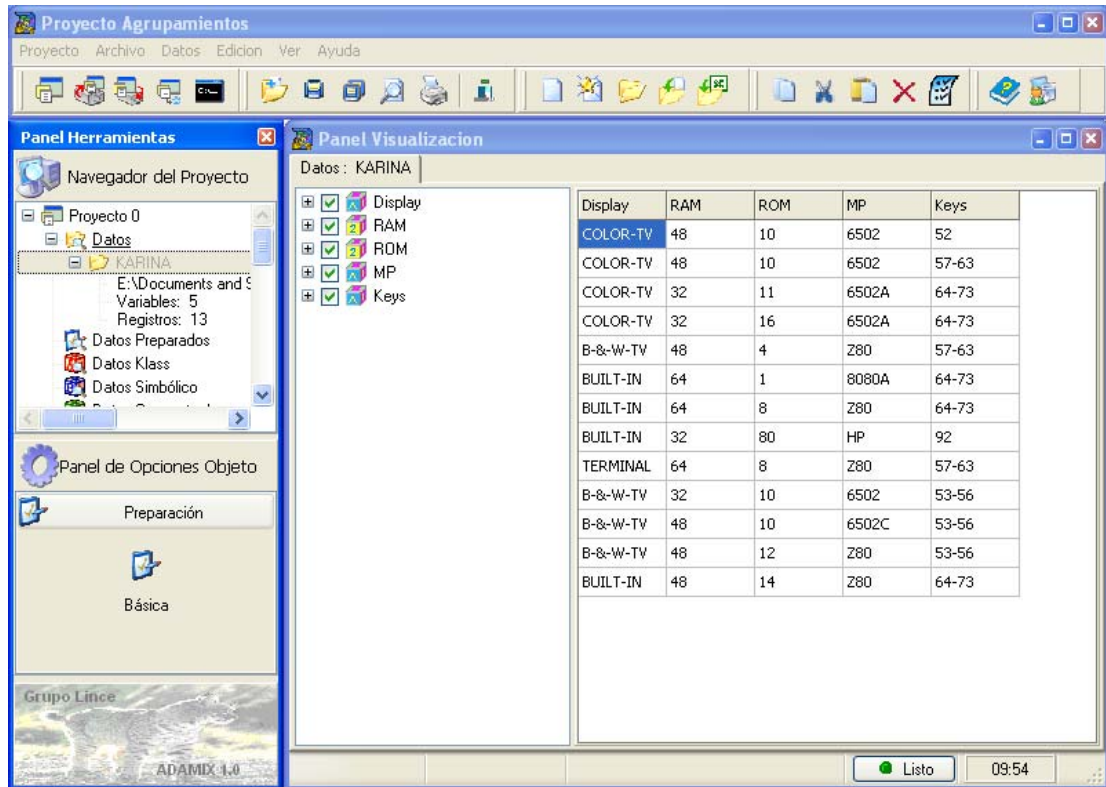 Proyecto Agrupamientos
Proyecto Archivo Datos Edicion Ver Ayuda
Panel Herramientas
Navegador del Proyecto
Proyecto 0
Datos
KARINA
E:\Documents and
Variables: 5
Registros: 13
Datos Preparados
Datos Klass
Datos Simbólico
Panel de Opciones Objeto
Preparación
Básica
Grupo Lince
ADAMIX 1.0
Panel Visualizacion
Datos : KARINA
Display
RAM
ROM
MP
Keys
Display RAM ROM MP Keys
COLOR-TV 48 10 6502 52
COLOR-TV 48 10 6502 57-63
COLOR-TV 32 11 6502A 64-73
COLOR-TV 32 16 6502A 64-73
B-&-W-TV 48 4 Z80 57-63
BUILT-IN 64 1 8080A 64-73
BUILT-IN 64 8 Z80 64-73
BUILT-IN 32 80 HP 92
TERMINAL 64 8 Z80 57-63
B-&-W-TV 32 10 6502 53-56
B-&-W-TV 48 10 6502C 53-56
B-&-W-TV 48 12 Z80 53-56
BUILT-IN 48 14 Z80 64-73
Listo 09:54